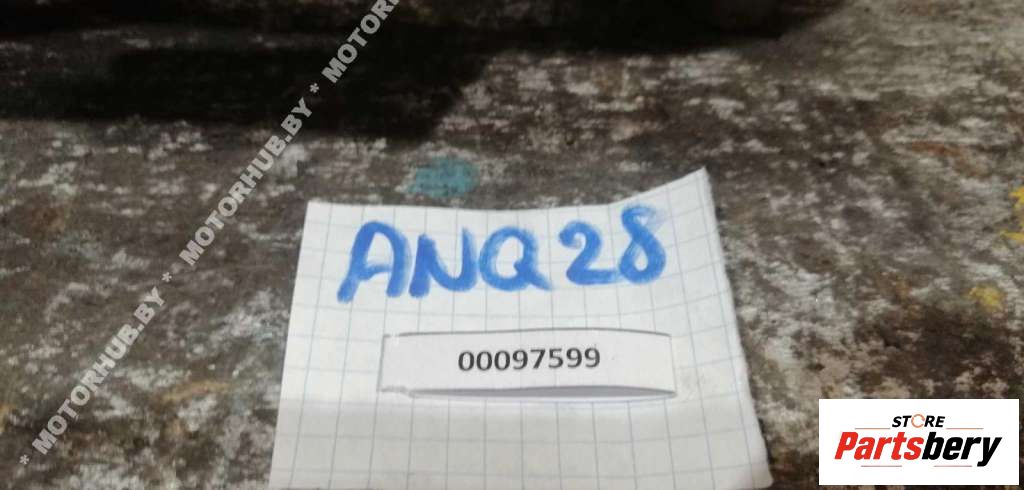 * MOTORHUB.BY * MOTORHUB.BY * MOTOR
ANQ28
00097599
STORE
Partsbery